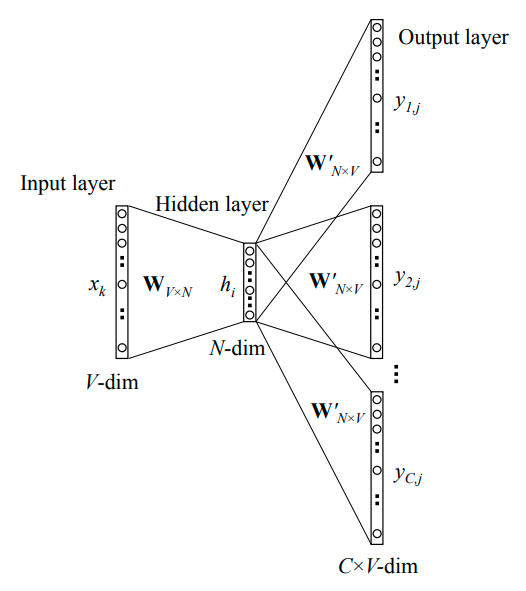 Output layer
y1,j
W'N×V
Input layer
Hidden layer
xk
WV×N
hi
W'N×V
y2,j
N-dim
V-dim
W'N×V
yC,j
C×V-dim